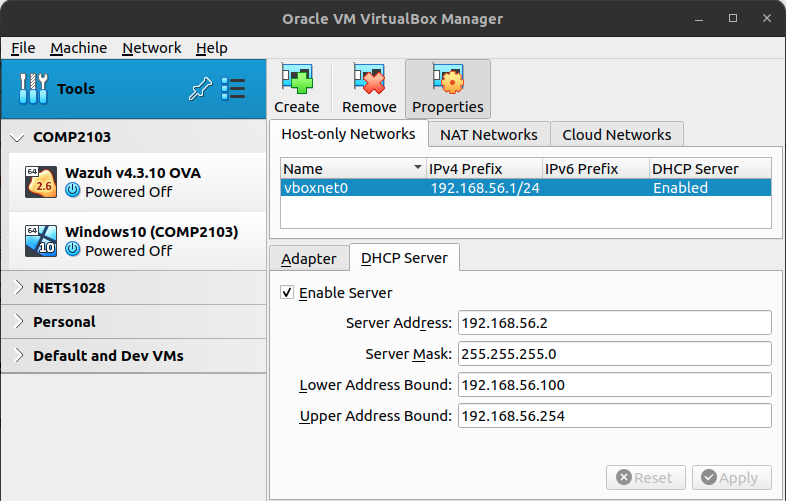 Oracle VM VirtualBox Manager
File Machine Network Help
Tools
COMP2103
64
2.6
Wazuh v4.3.10 OVA
Powered Off
64
10
Windows10 (COMP2103)
Powered Off
NETS1028
Personal
Default and Dev VMs
Create Remove Properties
Host-only Networks NAT Networks Cloud Networks
Name IPv4 Prefix IPv6 Prefix DHCP Server
vboxnet0 192.168.56.1/24 Enabled
Adapter DHCP Server
Enable Server
Server Address: 192.168.56.2
Server Mask: 255.255.255.0
Lower Address Bound: 192.168.56.100
Upper Address Bound: 192.168.56.254
Reset Apply